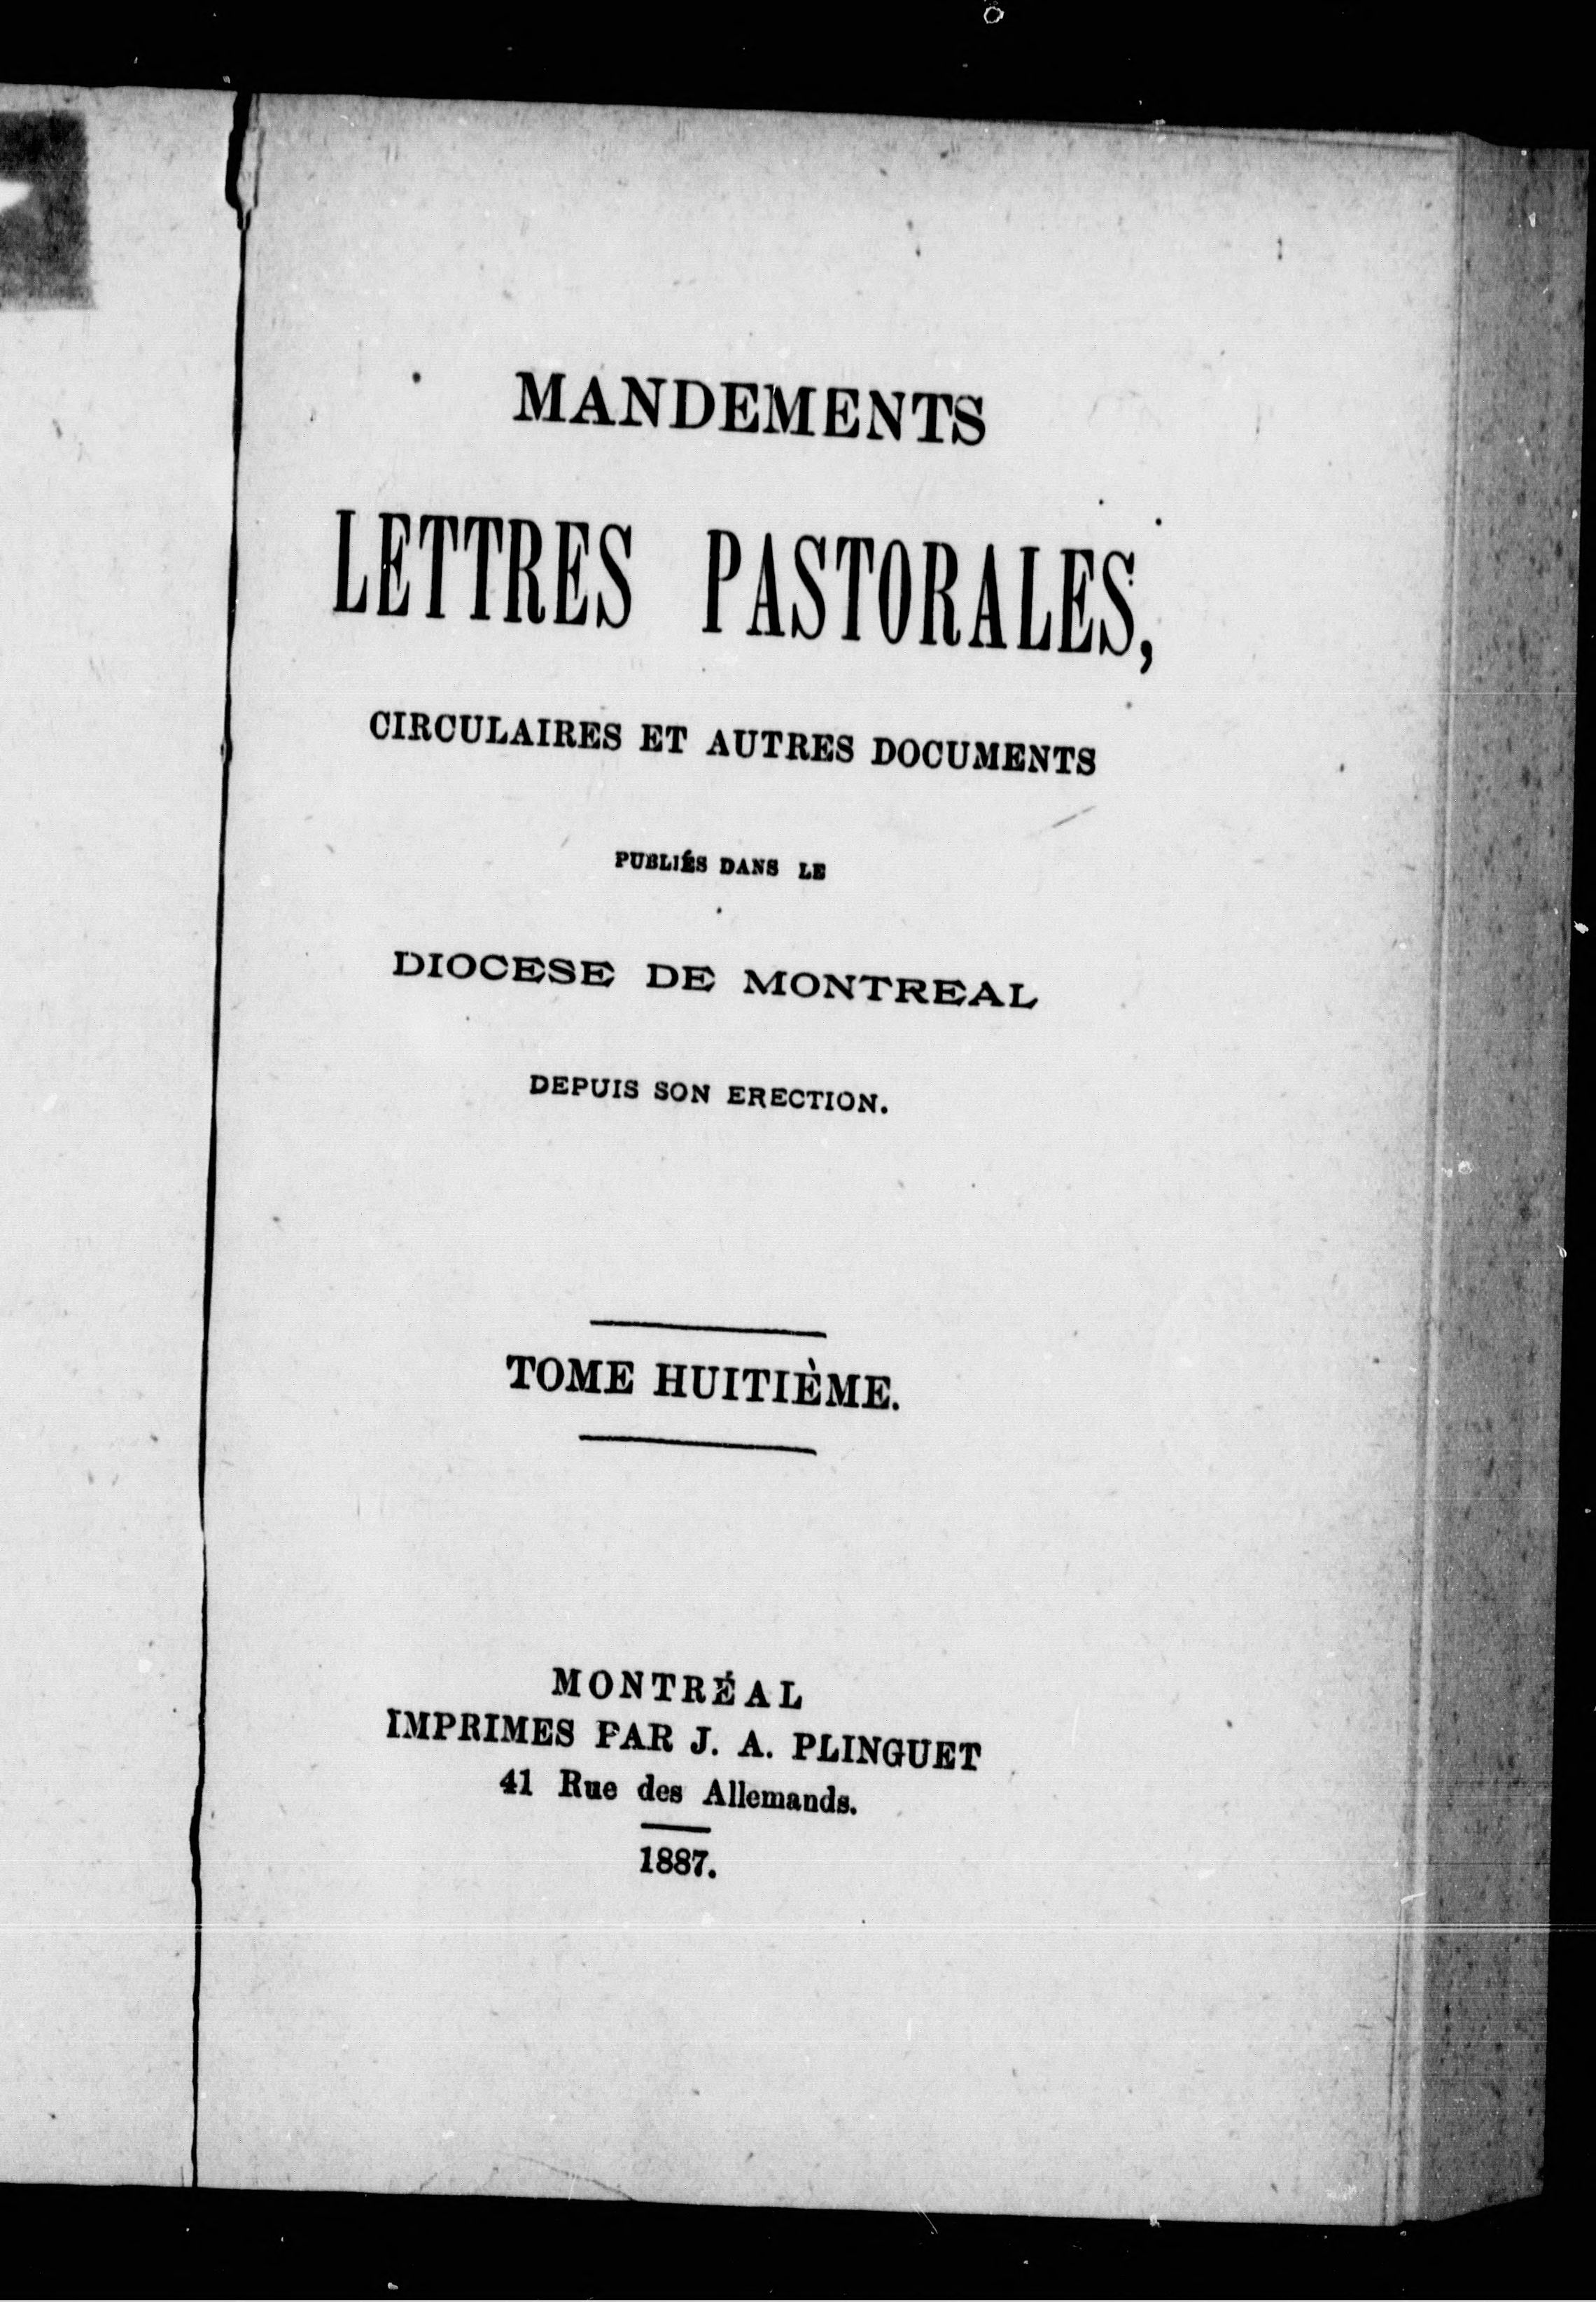 MANDEMENTS
LETTRES PASTORALES,
CIRCULAIRES ET AUTRES DOCUMENTS
PUBLIÉS DANS LE
DIOCESE DE MONTREAL
DEPUIS SON ERECTION.
TOME HUITIÈME.
MONTRÉAL
IMPRIMES PAR J. A. PLINGUET
41 Rue des Allemands.
1887.